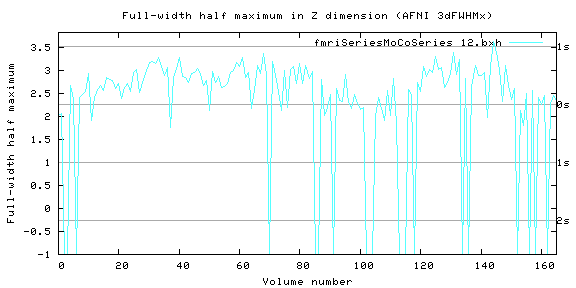 Full-width half maximum in Z dimension (AFNI 3dFWHMx)
fmriSeriesMoCoSeries_12.bxh
Full-width half maximum
3.5
3
2.5
2
1.5
1
0.5
0
-0.5
-1
1s
0s
1s
2s
0 20 40 60 80 100 120 140 160
Volume number